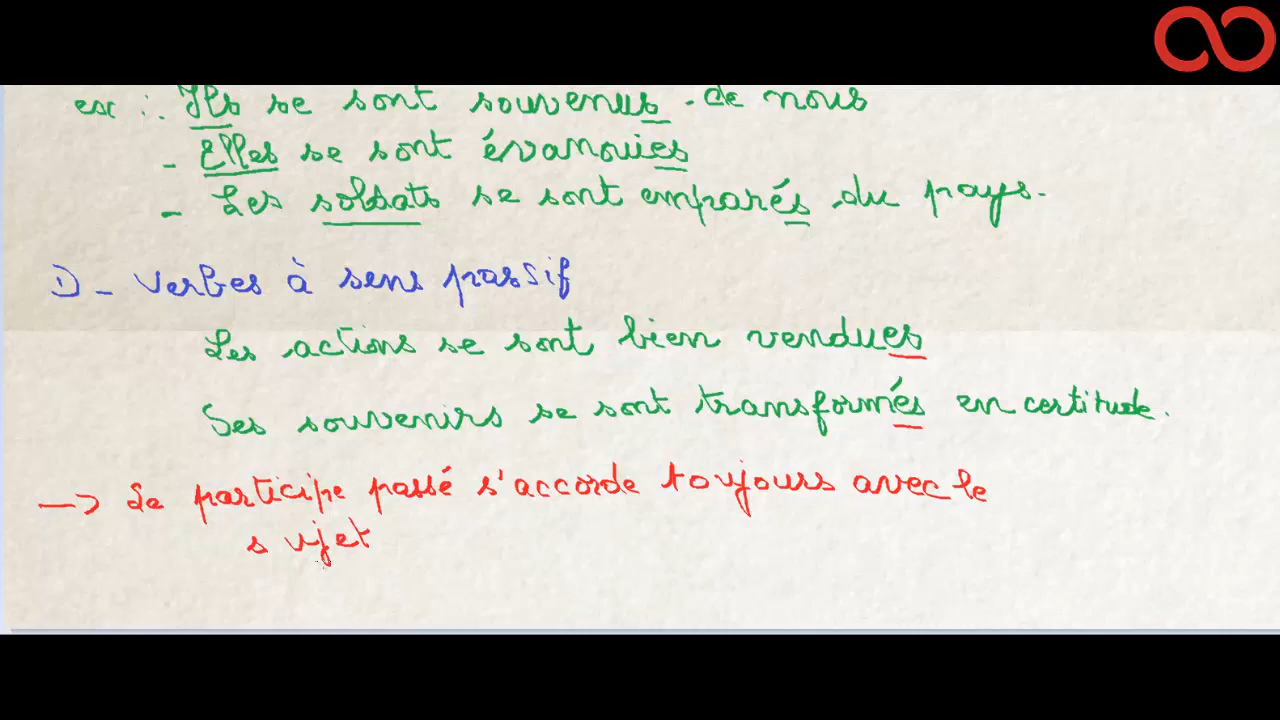 ex : Ils se sont souvenus de nous
- Elles se sont évanouies
- Les soldats se sont emparés du pays.
D - Verbes à sens passif
Les actions se sont bien vendues
Ses souvenirs se sont transformés en certitude.
—> Le participe passé s'accorde toujours avec le
sujet